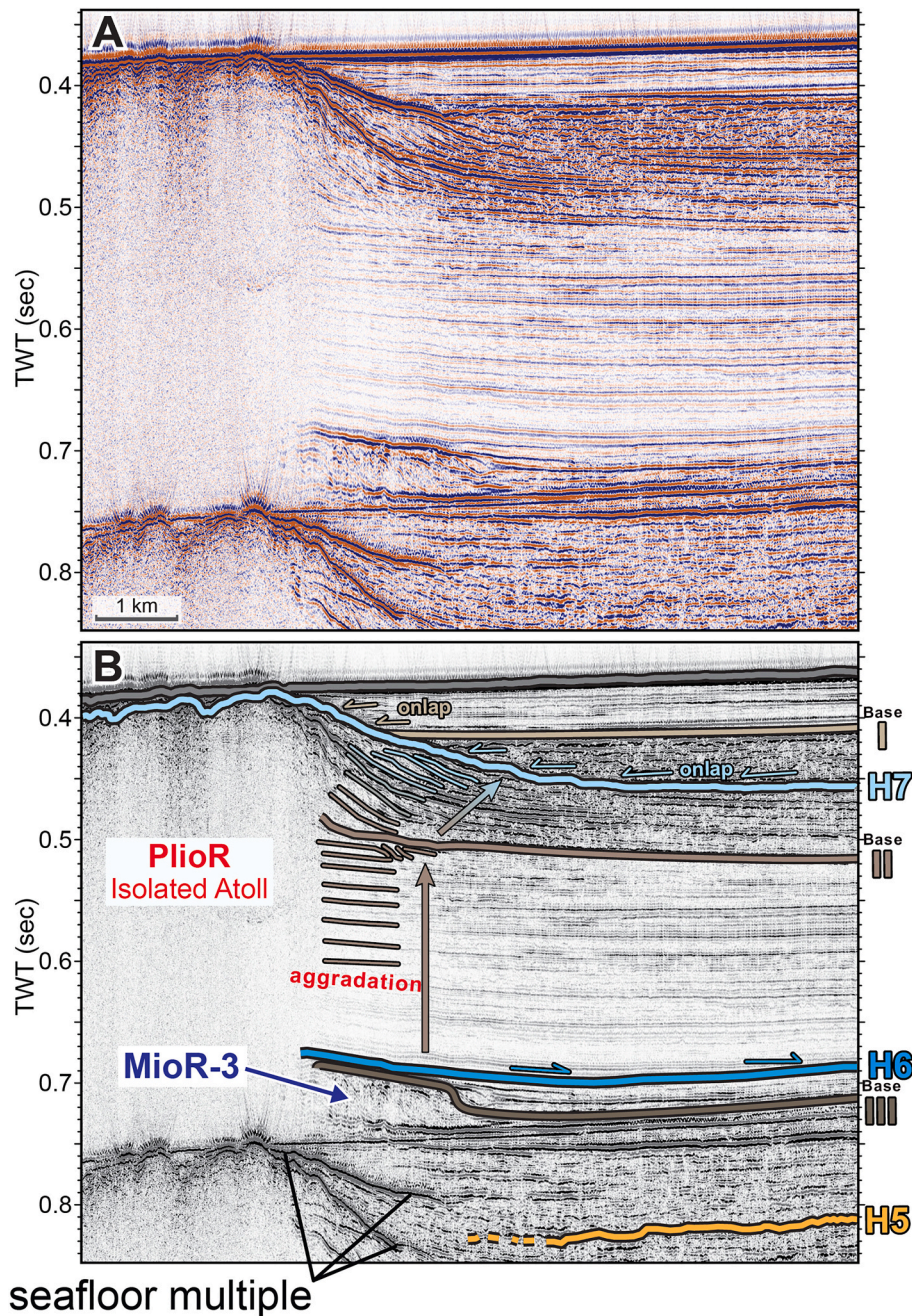 A
0.4
0.5
TWT (sec)
0.6
0.7
0.8
1 km
B
0.4
onlap
Base
I
onlap
H7
0.5
Base
II
PlioR
Isolated Atoll
TWT (sec)
0.6
aggradation
MioR-3
H6
0.7
Base
III
0.8
H5
seafloor multiple